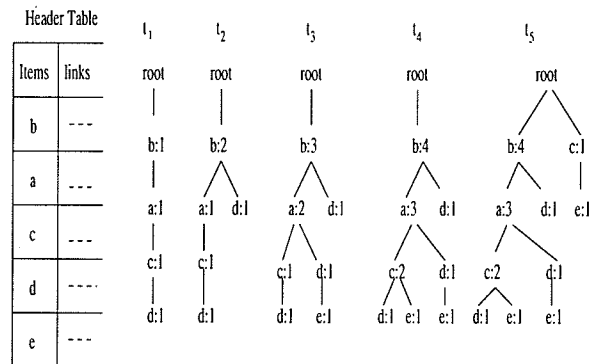 Header Table t1 t2 t3 t4 t5
Items links root root root root root
b ---
b:1 b:2 b:3 b:4 b:4 c:1
a ---
a:1 a:1 d:1 a:2 d:1 a:3 d:1 a:3 d:1 e:1
c ---
c:1 c:1 c:1 d:1 c:2 d:1 c:2 d:1
d ----
d:1 d:1 d:1 e:1 d:1 e:1 e:1 d:1 e:1 e:1
e ---